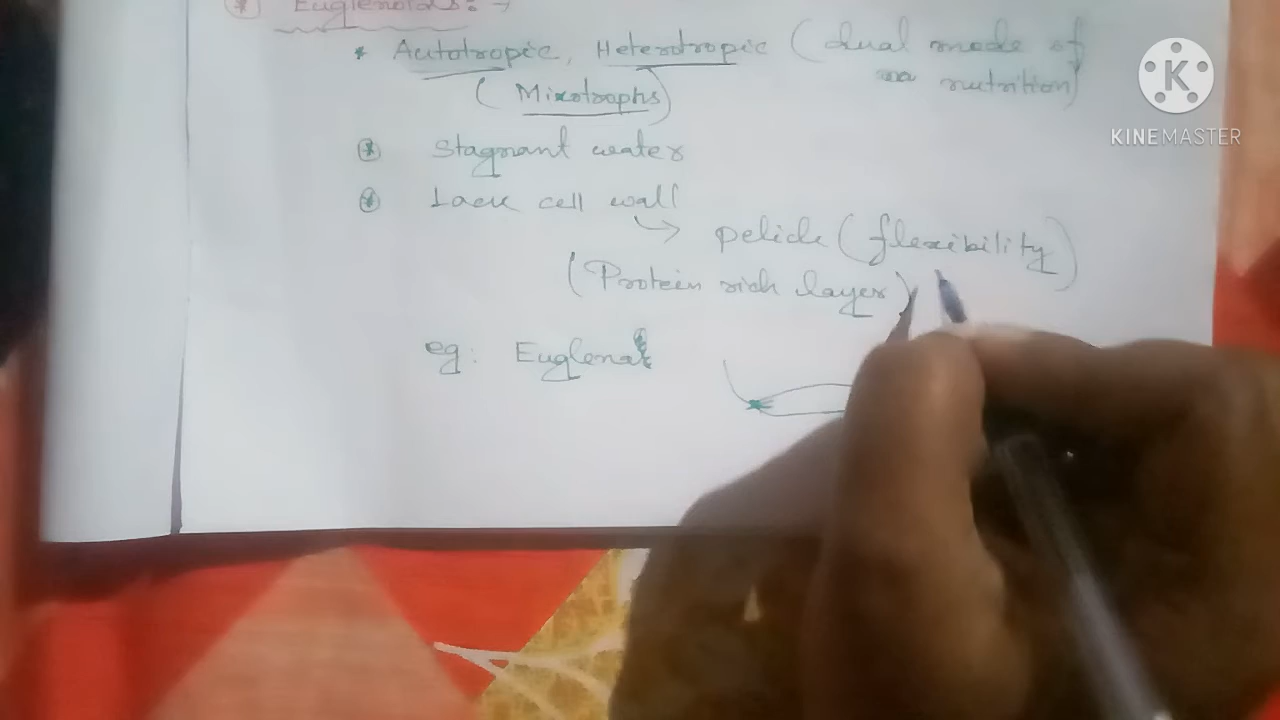 Euglenoids: →
* Autotropic, Heterotropic (dual mode of nutrition)
(Mixotrophs)
* Stagnant water
* Lack cell wall
→ pelicle (flexibility)
(Protein rich layer)
eg: Euglena
K
KINEMASTER